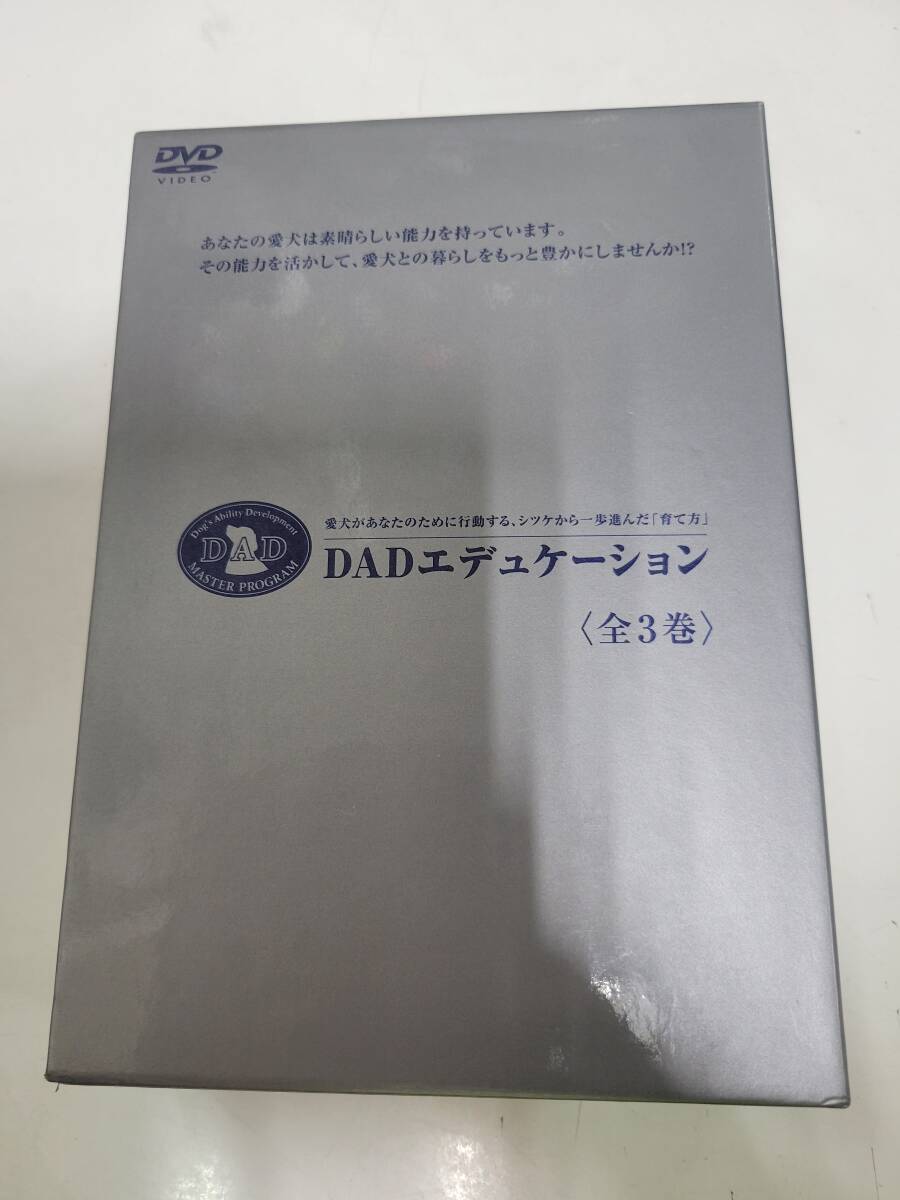 DVD
VIDEO
あなたの愛犬は素晴らしい能力を持っています。
その能力を活かして、愛犬との暮らしをもっと豊かにしませんか!?
Dog's Ability Development
DAD
MASTER PROGRAM
愛犬があなたのために行動する、シツケから一歩進んだ「育て方」
DADエデュケーション
〈全3巻〉